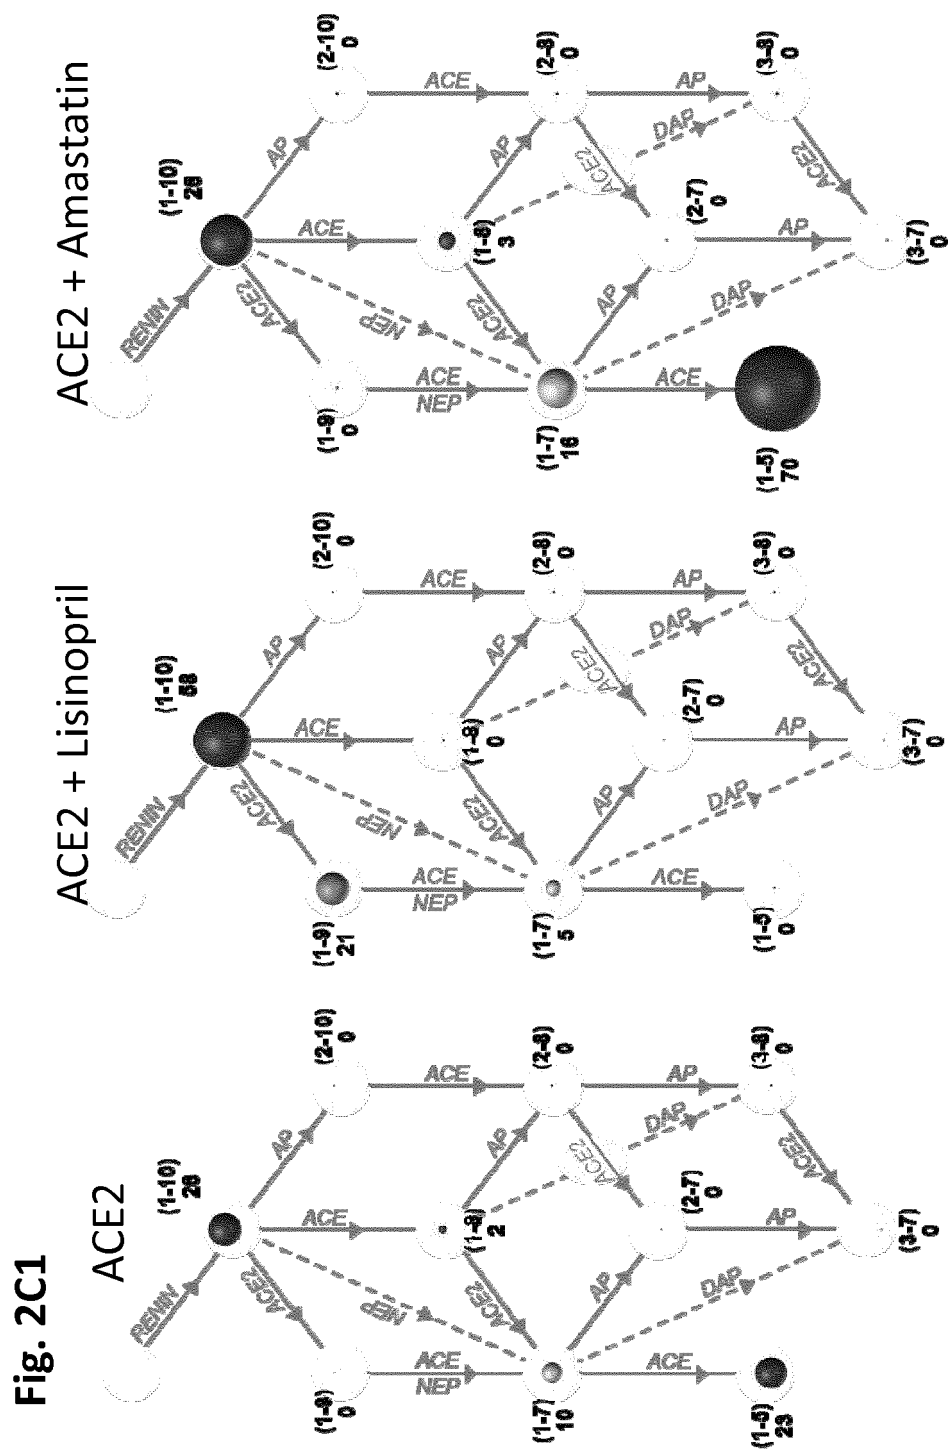 Fig. 2C1
ACE2
RENIN
(1-10)
26
ACE2
NEP
ACE
AP
(1-9)
0
(2-10)
0
ACE
NEP
(1-8)
2
ACE
ACE2
AP
(1-7)
10
(2-8)
0
ACE2
ACE
AP
DAP
(2-7)
0
DAP
AP
(1-5)
23
AP
(3-8)
0
ACE2
(3-7)
0
ACE2 + Lisinopril
RENIN
(1-10)
58
ACE2
NEP
ACE
AP
(1-9)
21
(2-10)
0
ACE
NEP
(1-8)
0
ACE
ACE2
AP
(1-7)
5
(2-8)
0
ACE2
ACE
AP
DAP
(2-7)
0
DAP
AP
(1-5)
0
AP
(3-8)
0
ACE2
(3-7)
0
ACE2 + Amastatin
RENIN
(1-10)
26
ACE2
NEP
ACE
AP
(1-9)
0
(2-10)
0
ACE
NEP
(1-8)
3
ACE
ACE2
AP
(1-7)
16
(2-8)
0
ACE2
ACE
AP
DAP
(2-7)
0
DAP
AP
(1-5)
70
AP
(3-8)
0
ACE2
(3-7)
0